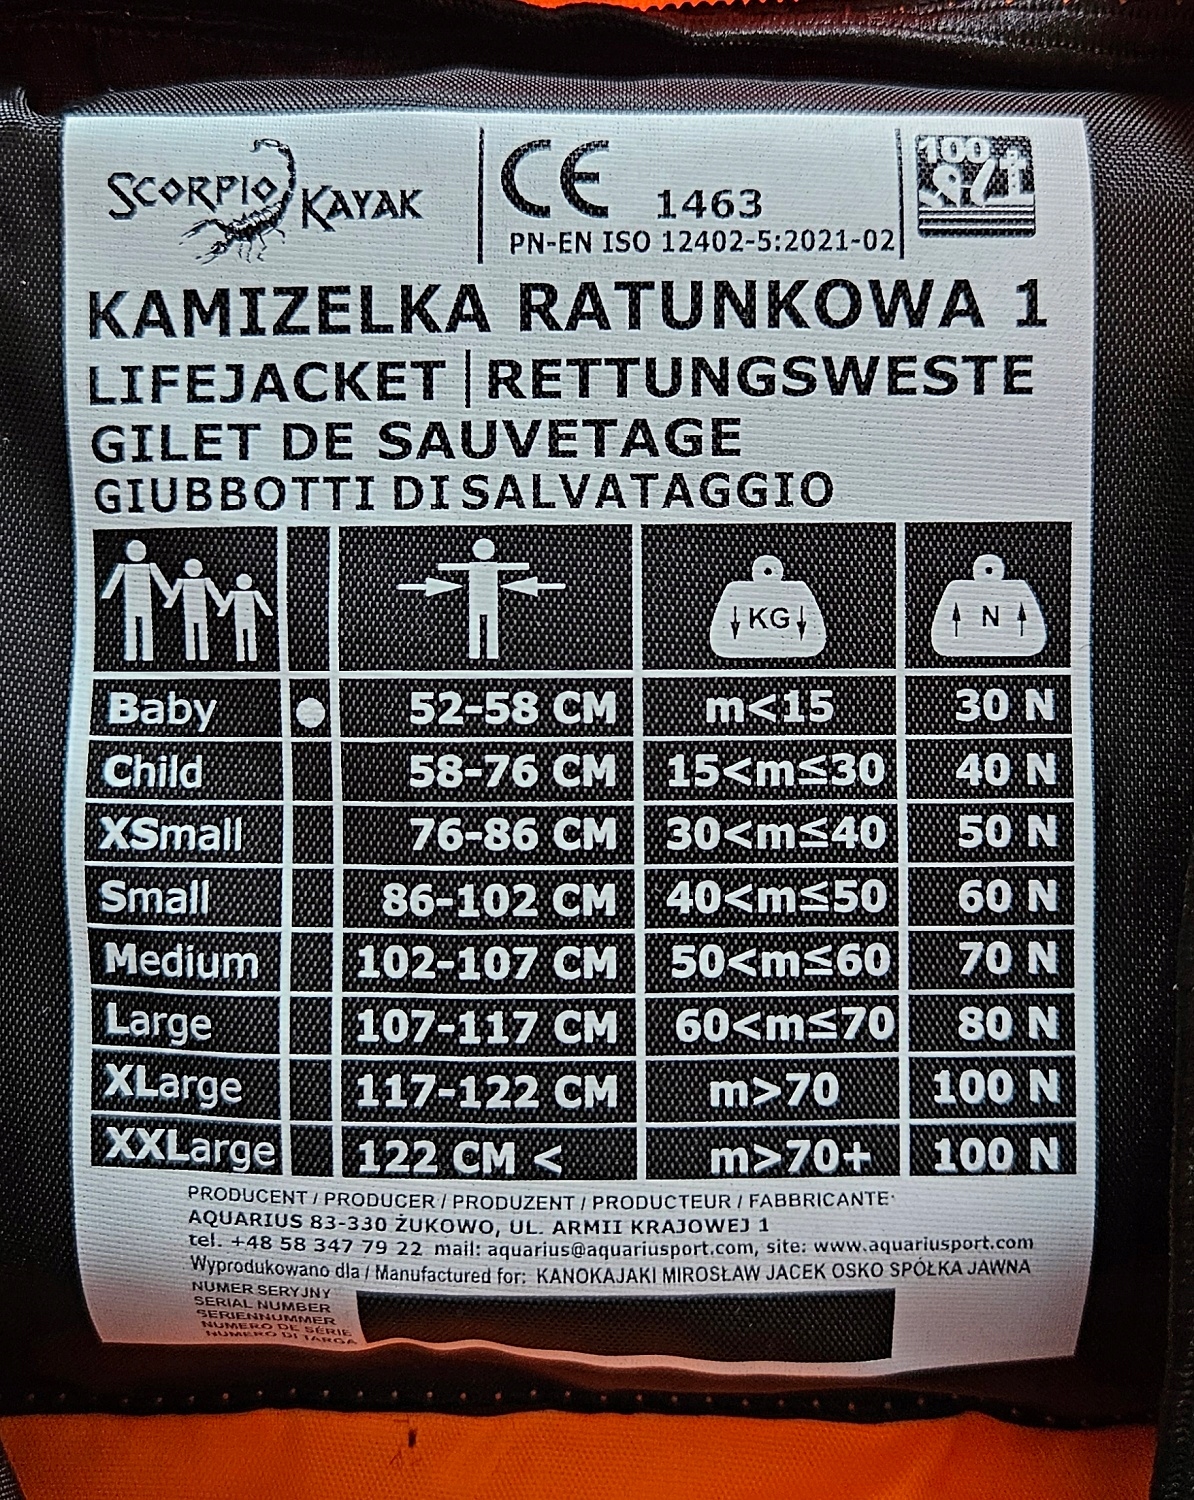 SCORPIO KAYAK
CE 1463
PN-EN ISO 12402-5:2021-02
100
KAMIZELKA RATUNKOWA 1
LIFEJACKET | RETTUNGSWESTE
GILET DE SAUVETAGE
GIUBBOTTI DI SALVATAGGIO
KG N
Baby 52-58 CM m<15 30 N
Child 58-76 CM 15<m≤30 40 N
XSmall 76-86 CM 30<m≤40 50 N
Small 86-102 CM 40<m≤50 60 N
Medium 102-107 CM 50<m≤60 70 N
Large 107-117 CM 60<m≤70 80 N
XLarge 117-122 CM m>70 100 N
XXLarge 122 CM < m>70+ 100 N
PRODUCENT / PRODUCER / PRODUZENT / PRODUCTEUR / FABBRICANTE
AQUARIUS 83-330 ŻUKOWO, UL. ARMII KRAJOWEJ 1
tel. +48 58 347 79 22 mail: aquarius@aquariusport.com, site: www.aquariusport.com
Wyprodukowano dla / Manufactured for: KANOKAJAKI MIROSŁAW JACEK OSKO SPÓŁKA JAWNA
NUMER SERYJNY
SERIAL NUMBER
SERIENNUMMER
NUMERO DE SÉRIE
NUMERO DI TARGA